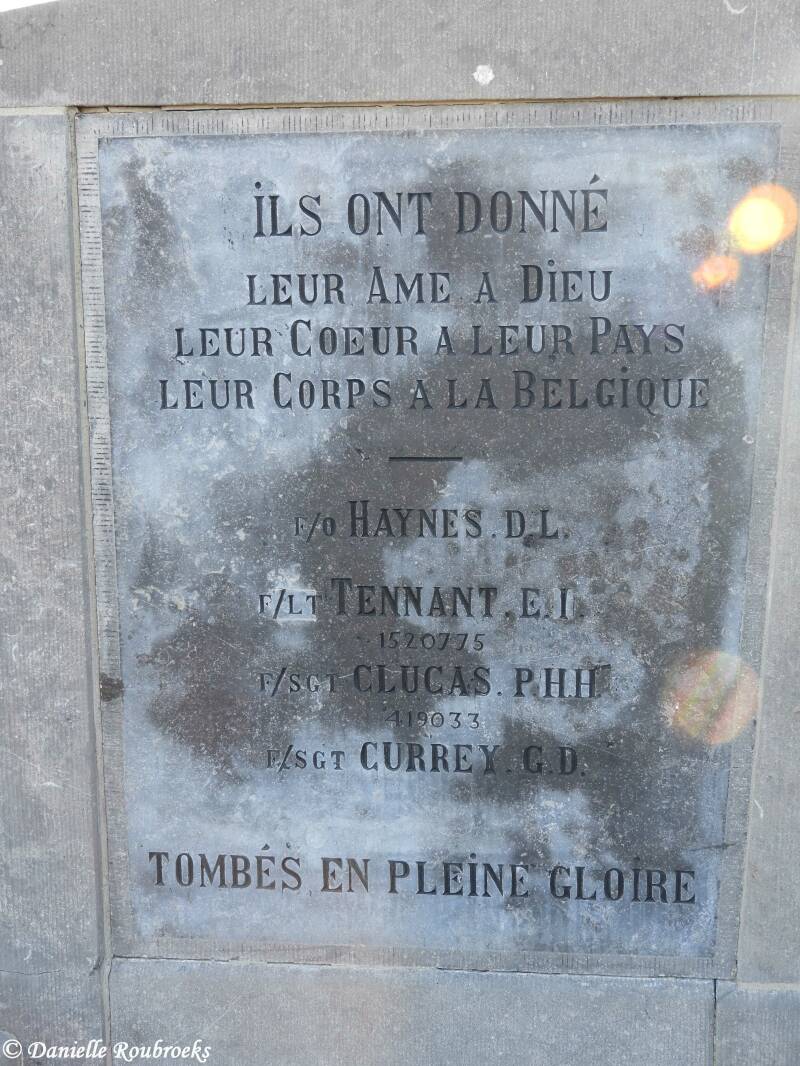 iLS ONT DONNÉ
LEUR AME A DiEU
LEUR COEUR A LEUR PAYS
LEUR CORPS A LA BELGiQUE
F/O HAYNES. D.L.
F/LT TENNANT. E.I.
1520775
F/SGT CLUCAS. P.H.H
419033
F/SGT CURREY. G.D.
TOMBÉS EN PLEiNE GLOiRE
© Danielle Roubroeks